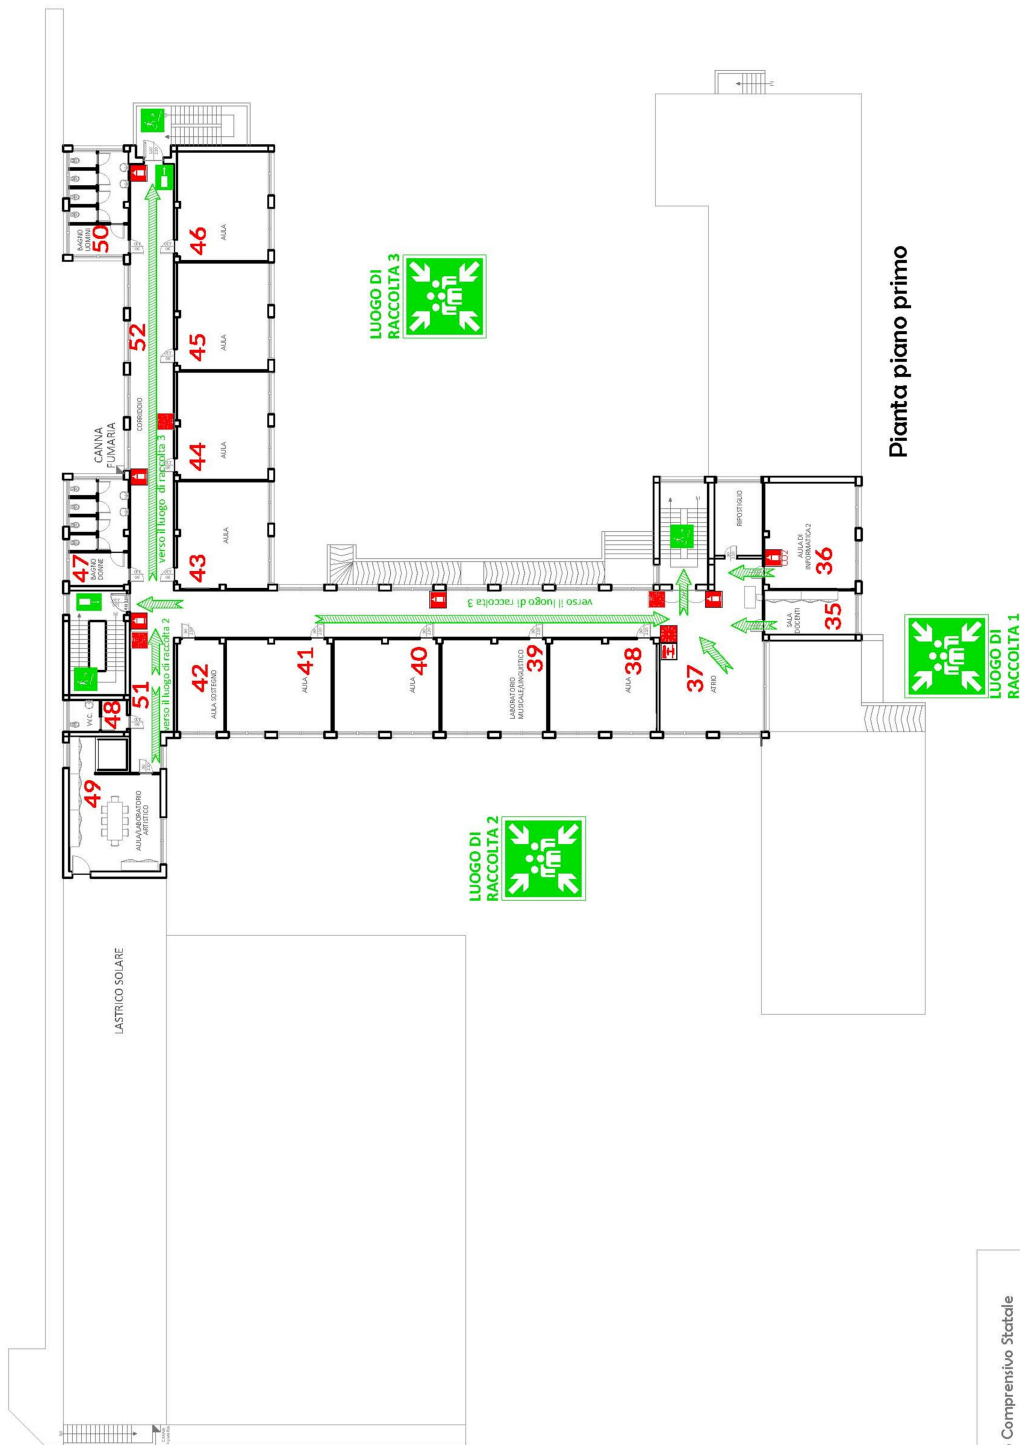 Pianta piano primo
Comprensivo Statale
LUOGO DI
RACCOLTA 3
LUOGO DI
RACCOLTA 2
LUOGO DI
RACCOLTA 1
50
BAGNO
UOMINI
52
CORRIDOIO
CANNA
FUMARIA
verso il luogo di raccolta 3
46
AULA
45
AULA
44
AULA
43
AULA
47
BAGNO
DONNE
51
verso il luogo di raccolta 2
48
W.C.
49
AULA/LABORATORIO
ARTISTICO
LASTRICO SOLARE
42
AULA SOSTEGNO
41
AULA
40
AULA
39
LABORATORIO
MUSICALE/LINGUISTICO
38
AULA
37
ATRIO
verso il luogo di raccolta 3
RIPOSTIGLIO
CO2
36
AULA DI
INFORMATICA 2
35
SALA
DOCENTI